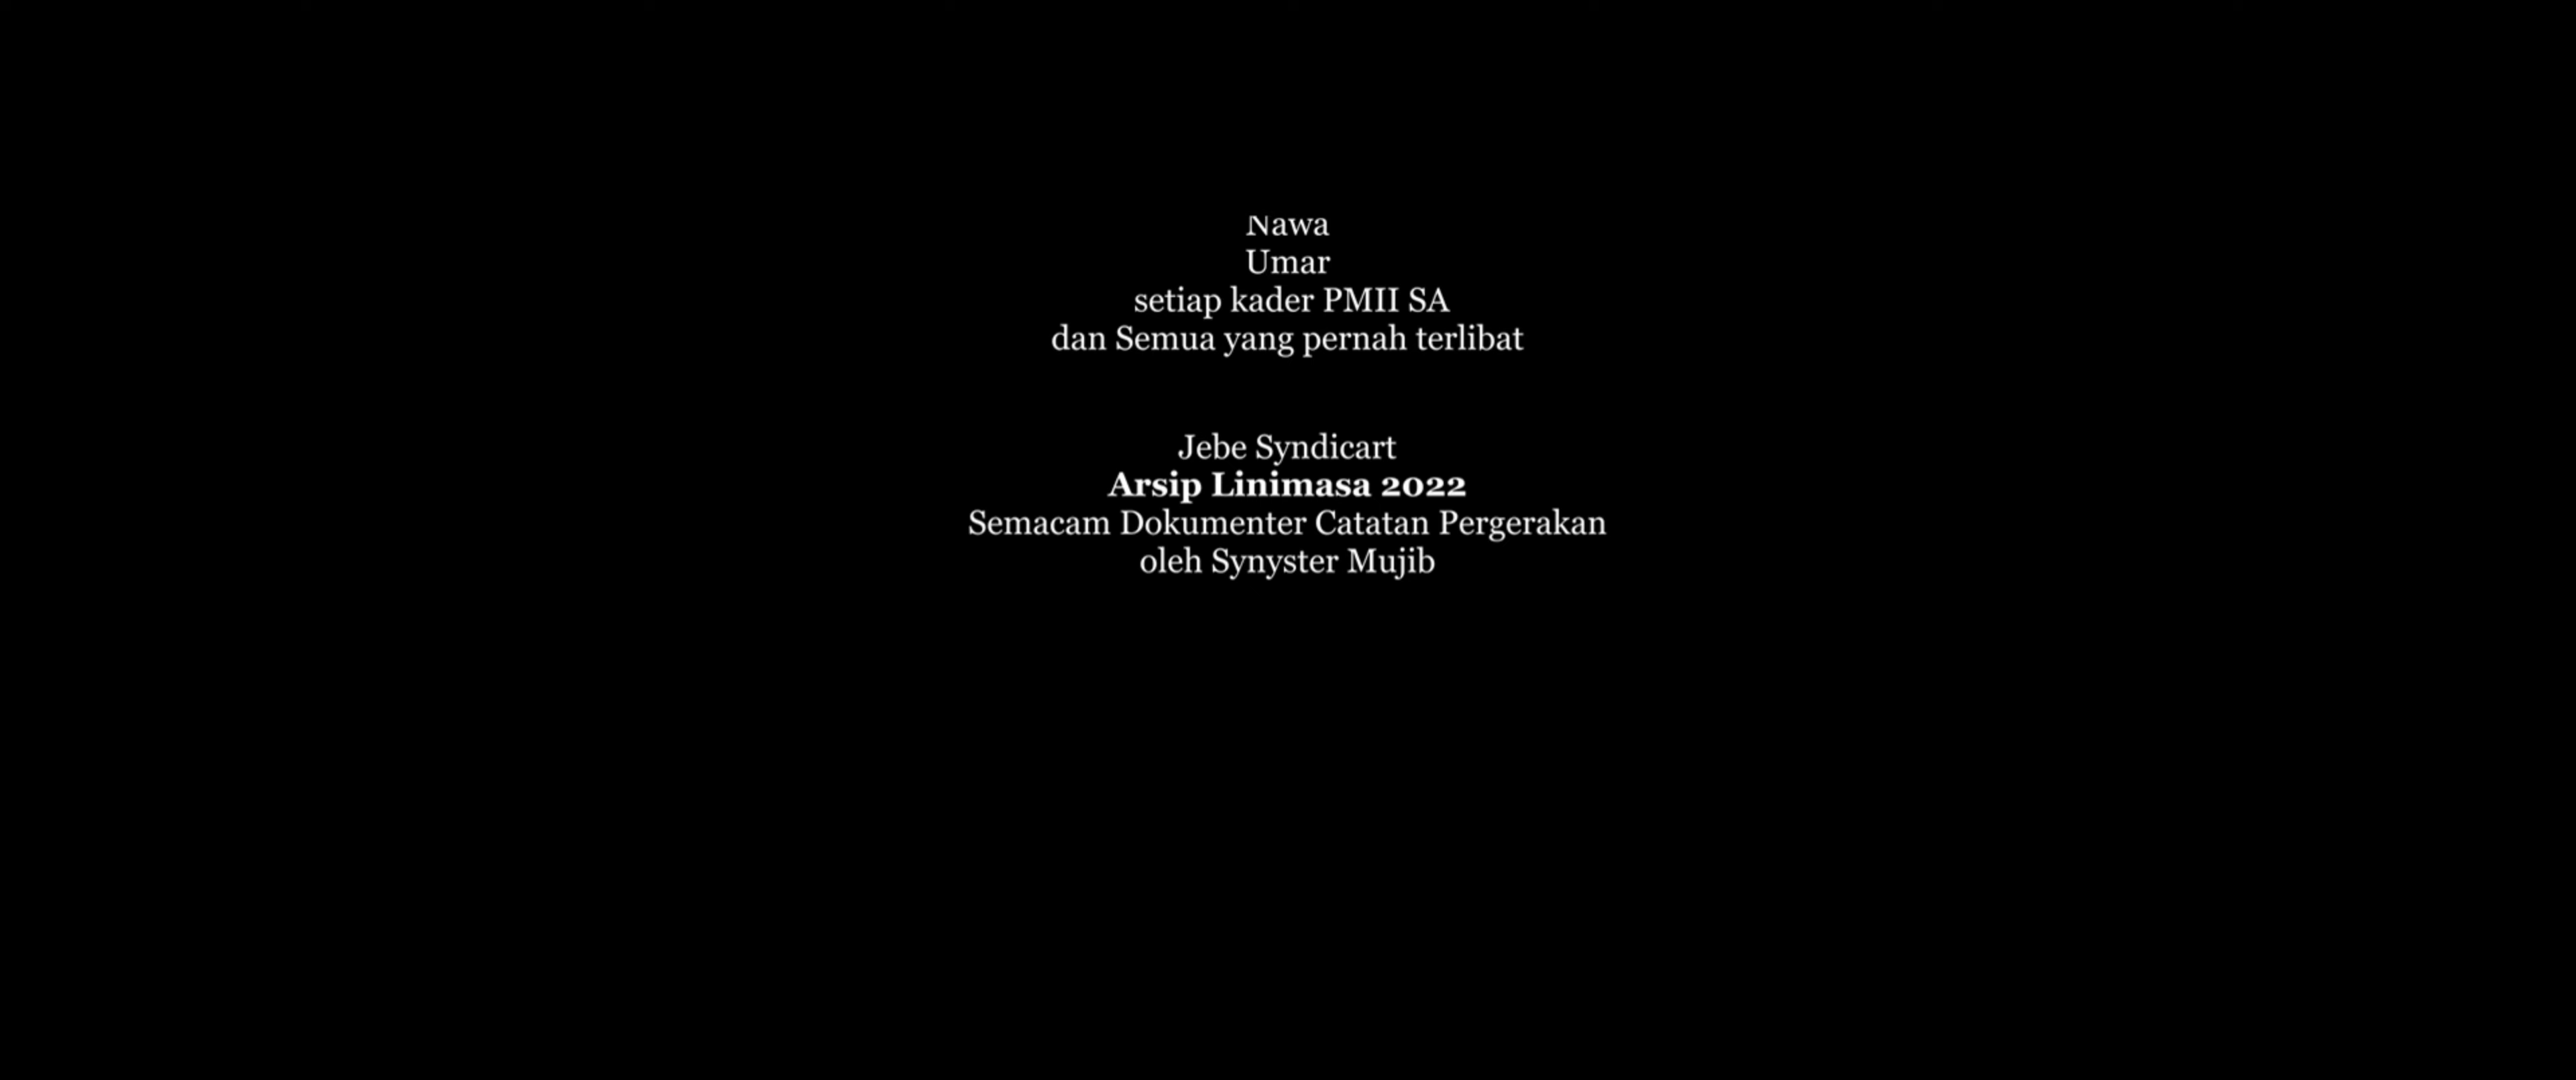 Nawa
Umar
setiap kader PMII SA
dan Semua yang pernah terlibat
Jebe Syndicart
Arsip Linimasa 2022
Semacam Dokumenter Catatan Pergerakan
oleh Synyster Mujib